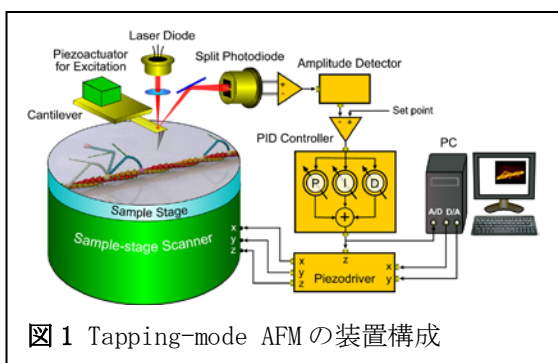 Laser Diode
Piezoactuator
for Excitation
Split Photodiode
Amplitude Detector
Cantilever
Set point
PID Controller
PC
P I D
A/D D/A
Sample Stage
Sample-stage Scanner
x
y
z
z
x
y
z
Piezodriver
x
y
図 1 Tapping-mode AFM の装置構成